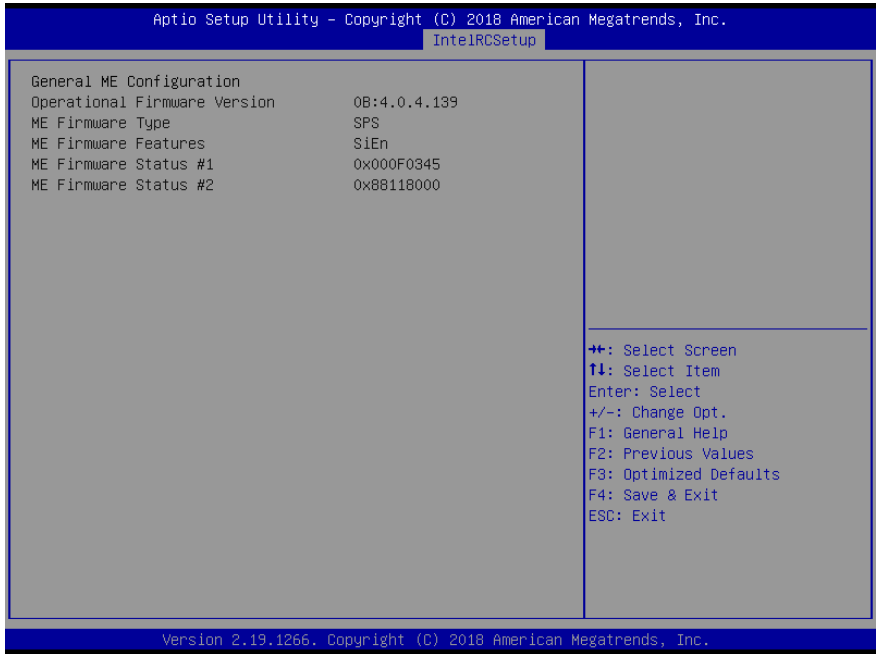 Aptio Setup Utility – Copyright (C) 2018 American Megatrends, Inc.
IntelRCSetup
General ME Configuration
Operational Firmware Version 0B:4.0.4.139
ME Firmware Type SPS
ME Firmware Features SiEn
ME Firmware Status #1 0x000F0345
ME Firmware Status #2 0x88118000
→←: Select Screen
↑↓: Select Item
Enter: Select
+/-: Change Opt.
F1: General Help
F2: Previous Values
F3: Optimized Defaults
F4: Save & Exit
ESC: Exit
Version 2.19.1266. Copyright (C) 2018 American Megatrends, Inc.